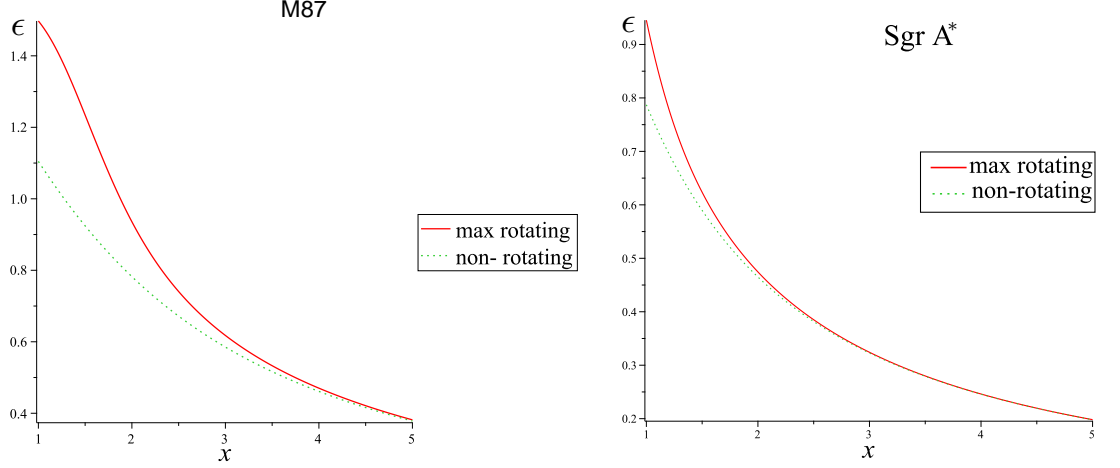 M87
ϵ
1.4
1.2
1.0
0.8
0.6
0.4
1
2
3
4
5
x
max rotating
non- rotating
Sgr A*
ϵ
0.9
0.8
0.7
0.6
0.5
0.4
0.3
0.2
1
2
3
4
5
x
max rotating
non-rotating